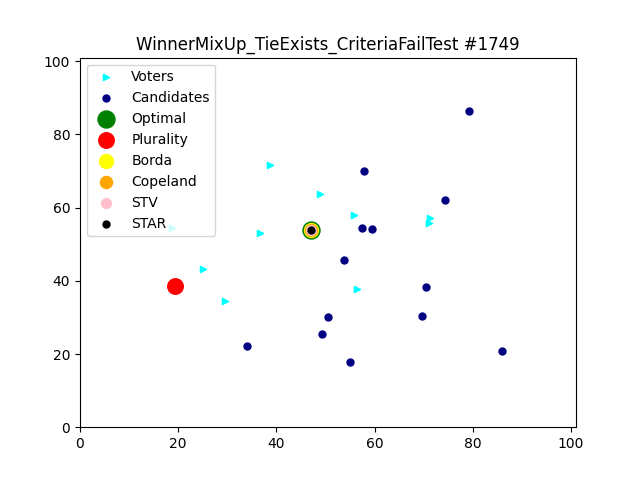 WinnerMixUp_TieExists_CriteriaFailTest #1749
100
80
60
40
20
0
Voters
Candidates
Optimal
Plurality
Borda
Copeland
STV
STAR
0 20 40 60 80 100